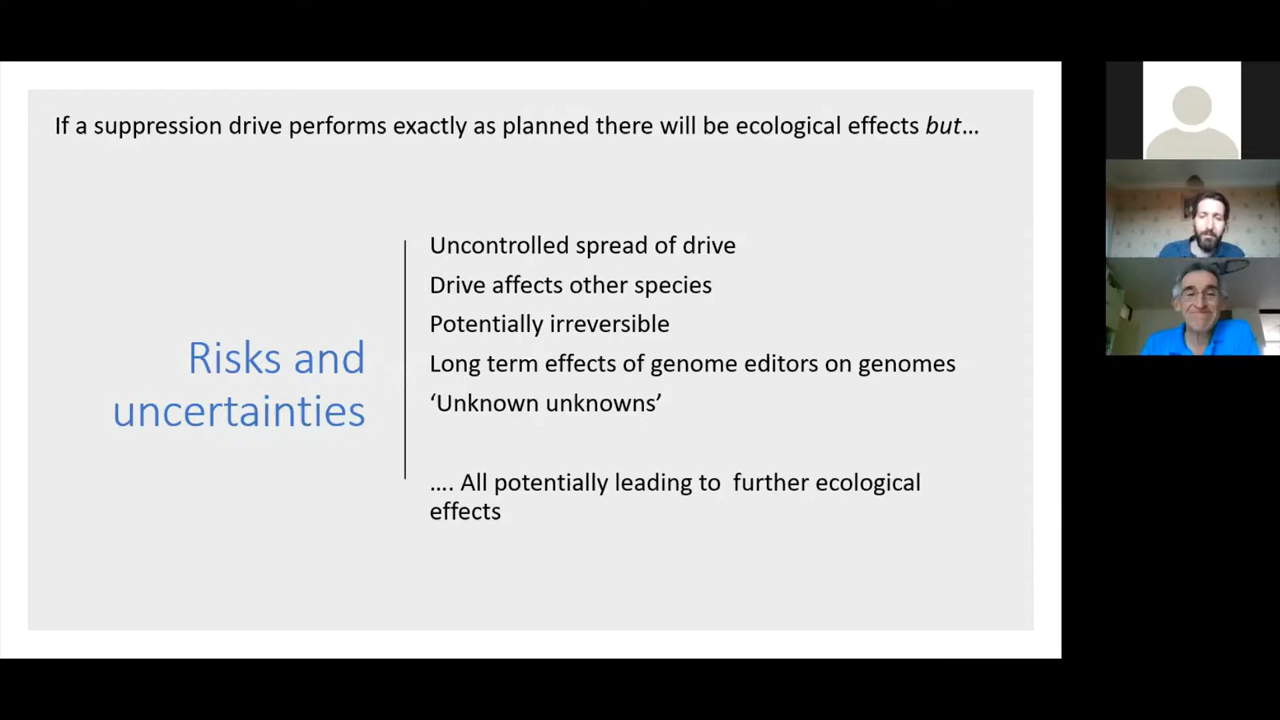 If a suppression drive performs exactly as planned there will be ecological effects but…
Risks and
uncertainties
Uncontrolled spread of drive
Drive affects other species
Potentially irreversible
Long term effects of genome editors on genomes
‘Unknown unknowns’
…. All potentially leading to  further ecological
effects